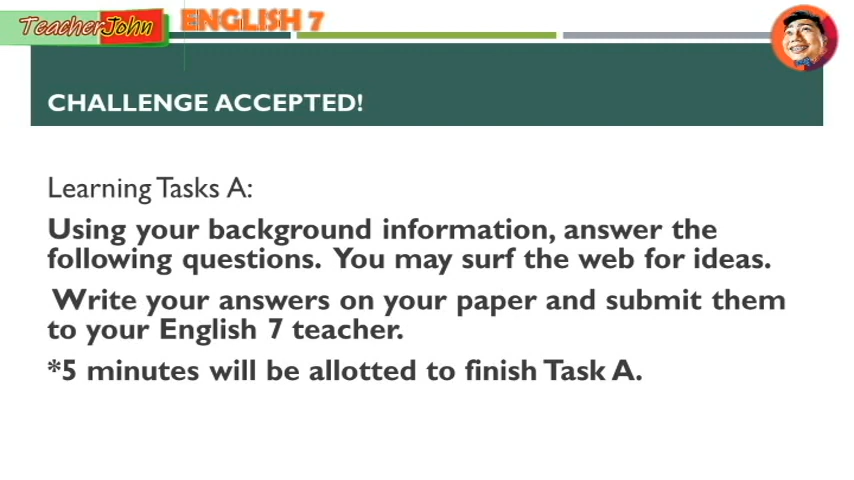 TeacherJohn
ENGLISH 7
CHALLENGE ACCEPTED!
Learning Tasks A:
Using your background information, answer the
following questions. You may surf the web for ideas.
Write your answers on your paper and submit them
to your English 7 teacher.
*5 minutes will be allotted to finish Task A.